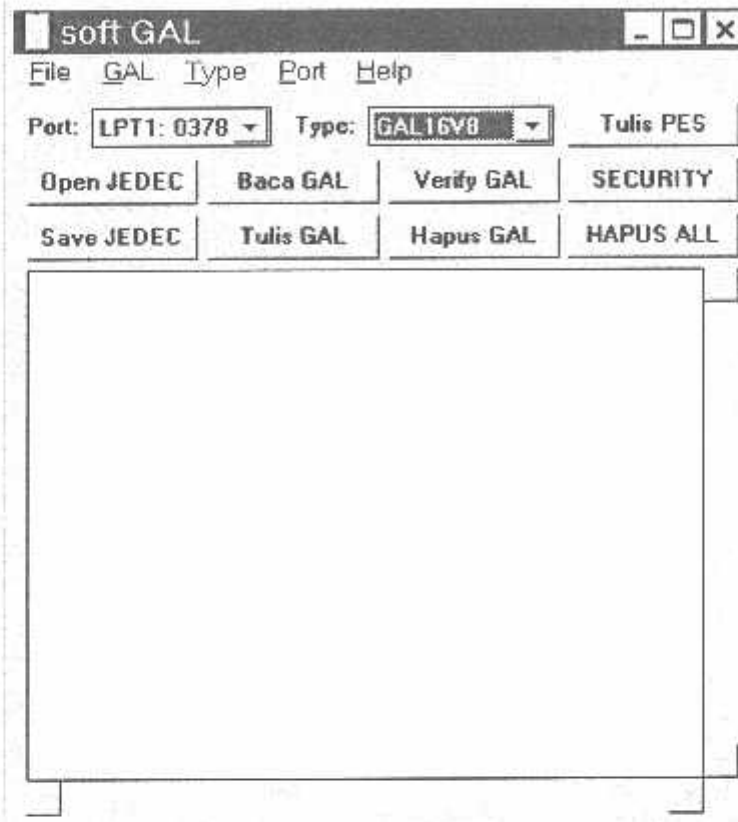 soft GAL
File GAL Type Port Help
Port: LPT1: 0378 Type: GAL16V8 Tulis PES
Open JEDEC Baca GAL Verify GAL SECURITY
Save JEDEC Tulis GAL Hapus GAL HAPUS ALL